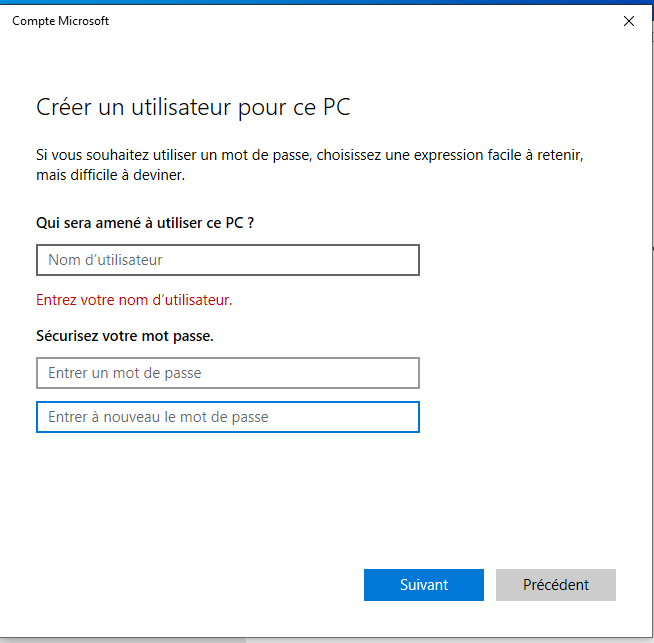 Compte Microsoft
Créer un utilisateur pour ce PC
Si vous souhaitez utiliser un mot de passe, choisissez une expression facile à retenir,
mais difficile à deviner.
Qui sera amené à utiliser ce PC ?
Nom d’utilisateur
Entrez votre nom d’utilisateur.
Sécurisez votre mot passe.
Entrer un mot de passe
Entrer à nouveau le mot de passe
Suivant Précédent